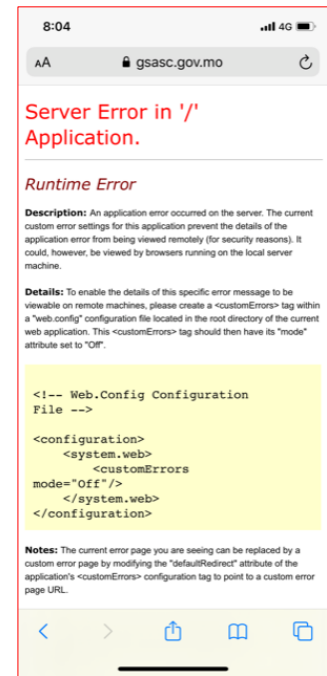 8:04
4G
AA
gsasc.gov.mo
Server Error in '/'
Application.
Runtime Error
Description: An application error occurred on the server. The current
custom error settings for this application prevent the details of the
application error from being viewed remotely (for security reasons). It
could, however, be viewed by browsers running on the local server
machine.
Details: To enable the details of this specific error message to be
viewable on remote machines, please create a <customErrors> tag within
a "web.config" configuration file located in the root directory of the current
web application. This <customErrors> tag should then have its "mode"
attribute set to "Off".
<!-- Web.Config Configuration
File -->
<configuration>
    <system.web>
        <customErrors
mode="Off"/>
    </system.web>
</configuration>
Notes: The current error page you are seeing can be replaced by a
custom error page by modifying the "defaultRedirect" attribute of the
application's <customErrors> configuration tag to point to a custom error
page URL.